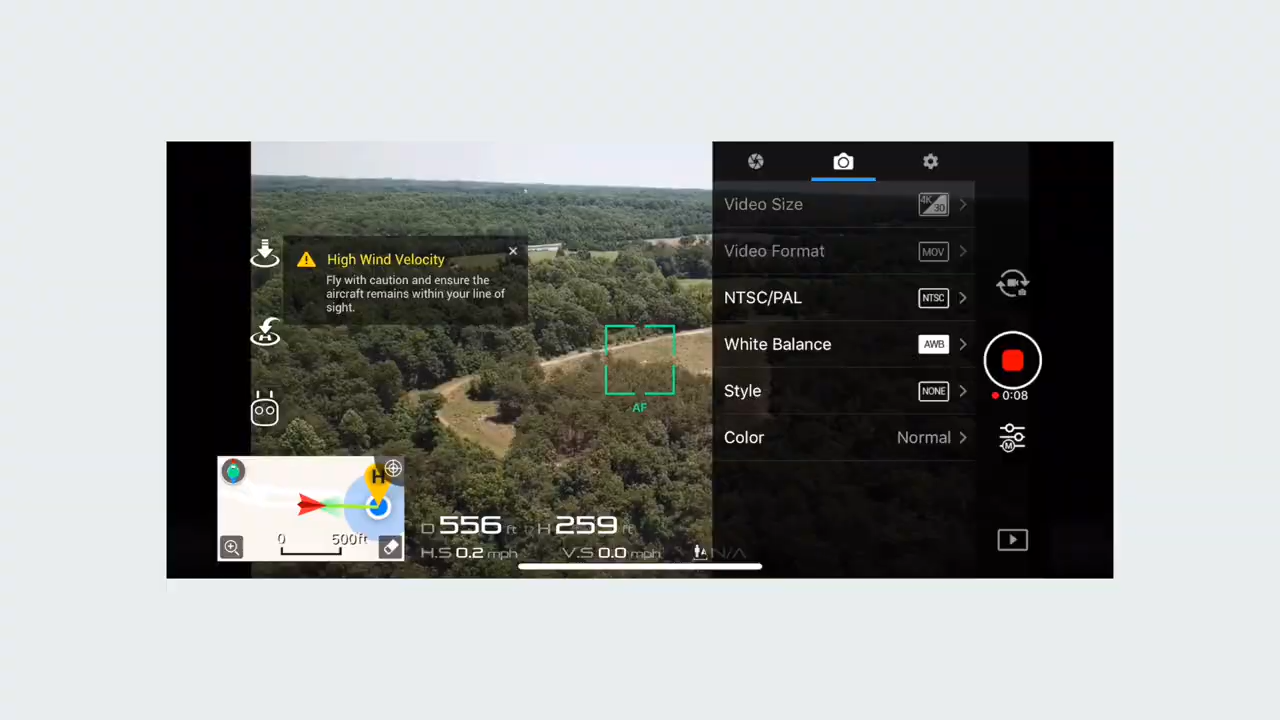 Video Size
4K
30
Video Format
MOV
High Wind Velocity
Fly with caution and ensure the
aircraft remains within your line of
sight.
NTSC/PAL
NTSC
White Balance
AWB
Style
NONE
0:08
AF
Color
Normal
M
H
0
500ft
D 556 ft H 259 ft
H.S 0.2 mph V.S 0.0 mph N/A